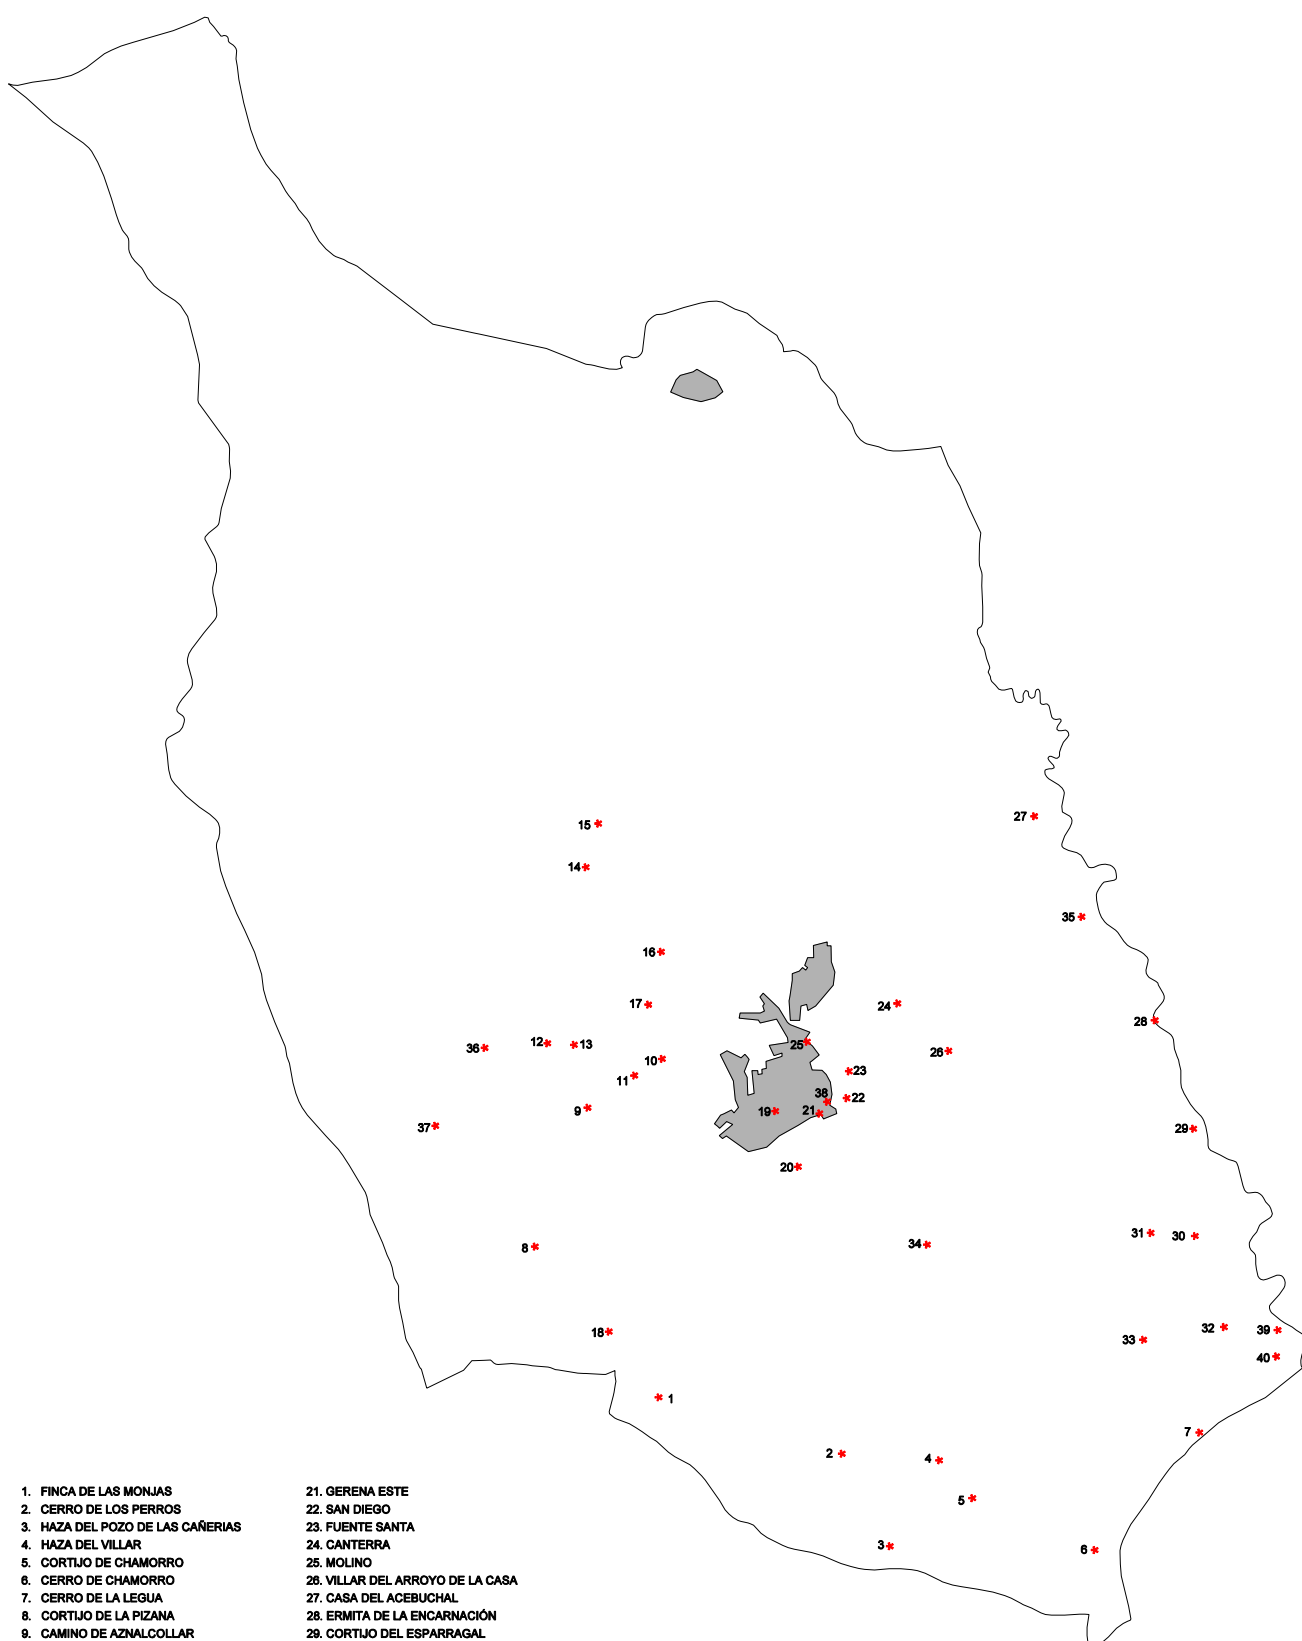 15
27
14
35
16
17
24
28
12
13
36
25
26
10
11
23
9
38
22
19
21
37
29
20
31
30
8
34
18
32
39
33
40
1
7
2
4
5
3
6
1. FINCA DE LAS MONJAS
2. CERRO DE LOS PERROS
3. HAZA DEL POZO DE LAS CAÑERIAS
4. HAZA DEL VILLAR
5. CORTIJO DE CHAMORRO
6. CERRO DE CHAMORRO
7. CERRO DE LA LEGUA
8. CORTIJO DE LA PIZANA
9. CAMINO DE AZNALCOLLAR
21. GERENA ESTE
22. SAN DIEGO
23. FUENTE SANTA
24. CANTERRA
25. MOLINO
26. VILLAR DEL ARROYO DE LA CASA
27. CASA DEL ACEBUCHAL
28. ERMITA DE LA ENCARNACIÓN
29. CORTIJO DEL ESPARRAGAL